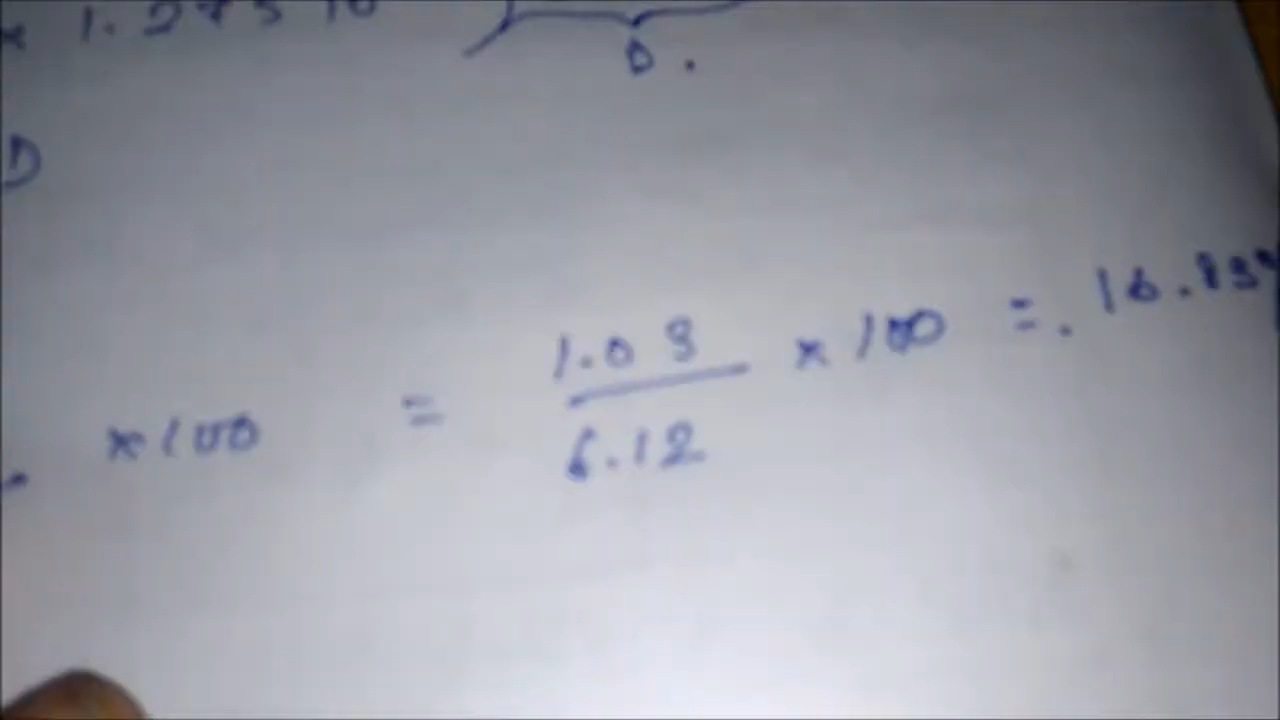 D.
D
× 100 = 1.03 / 6.12 × 100 = . 16.83%